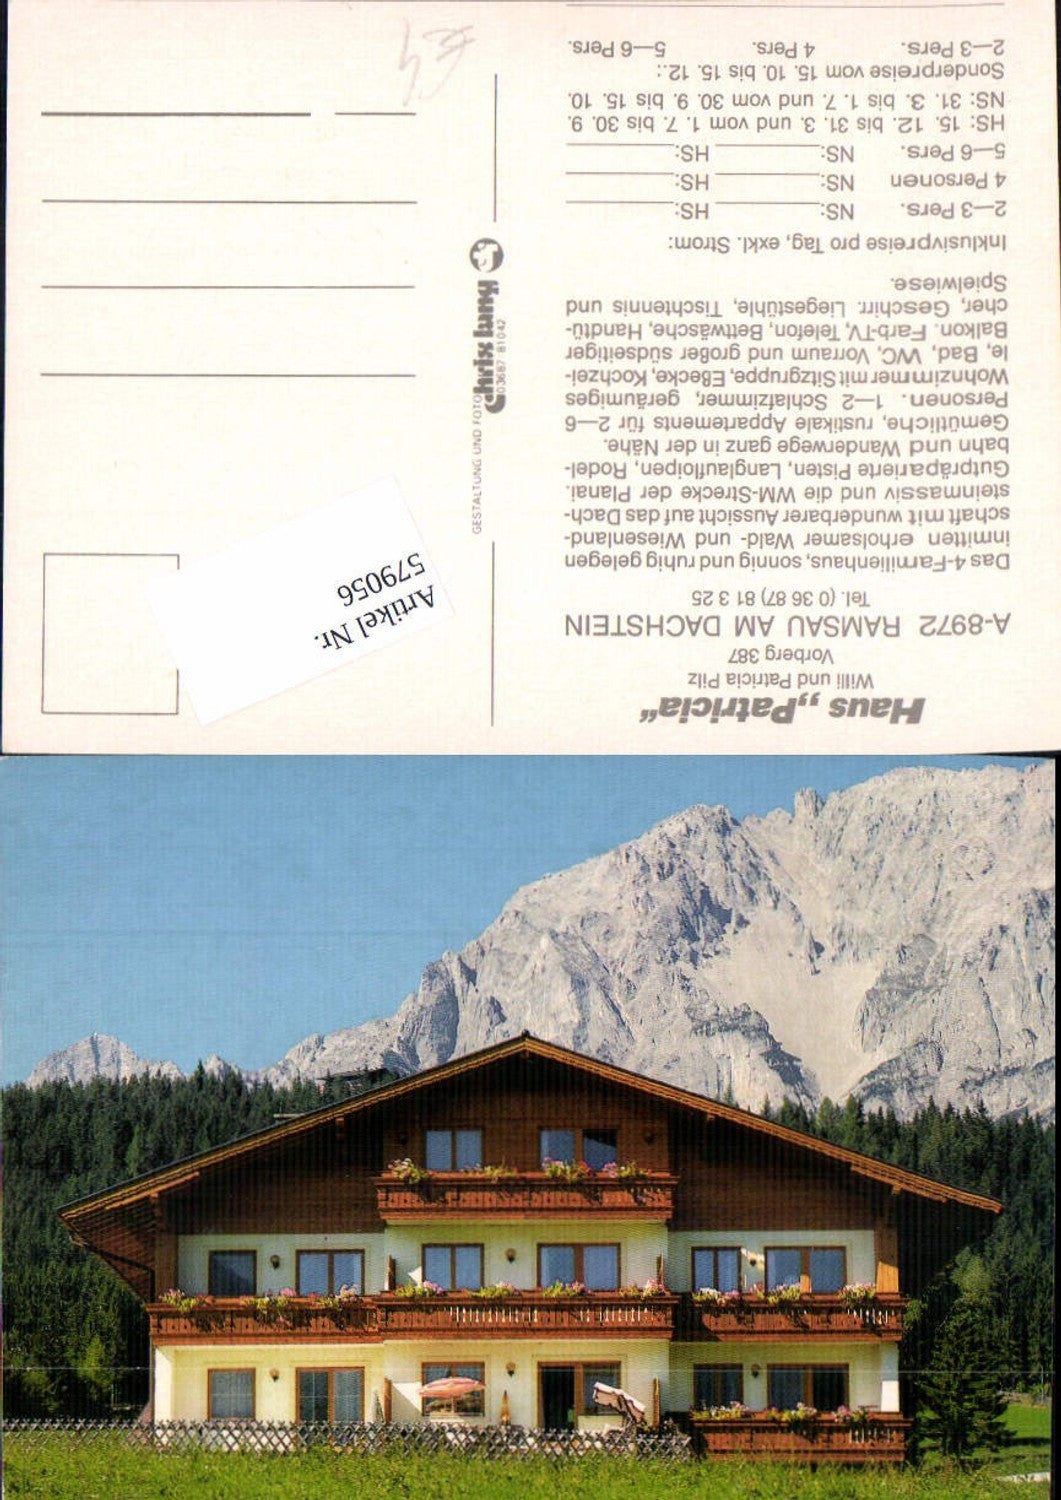 Haus „Patricia“
Willi und Patricia Pilz
Vorberg 387
A-8972 RAMSAU AM DACHSTEIN
Tel. (0 36 87) 81 3 25
Das 4-Familienhaus, sonnig und ruhig gelegen
inmitten erholsamer Wald- und Wiesenland-
schaft mit wunderbarer Aussicht auf das Dach-
steinmassiv und die WM-Strecke der Planai.
Gutpräparierte Pisten, Langlaufloipen, Rodel-
bahn und Wanderwege ganz in der Nähe.
Gemütliche, rustikale Appartements für 2—6
Personen. 1—2 Schlafzimmer, geräumiges
Wohnzimmer mit Sitzgruppe, Eßecke, Kochzei-
le, Bad, WC, Vorraum und großer südseitiger
Balkon. Farb-TV, Telefon, Bettwäsche, Handtü-
cher, Geschirr. Liegestühle, Tischtennis und
Spielwiese.
Inklusivpreise pro Tag, exkl. Strom:
2—3 Pers. NS: HS:
4 Personen NS: HS:
5—6 Pers. NS: HS:
HS: 15. 12. bis 31. 3. und vom 1. 7. bis 30. 9.
NS: 31. 3. bis 1. 7. und vom 30. 9. bis 15. 10.
Sonderpreise vom 15. 10. bis 15. 12.:
2—3 Pers. 4 Pers. 5—6 Pers.
GESTALTUNG UND FOTO
Chris lung
03687 81042
Artikel Nr.
579056